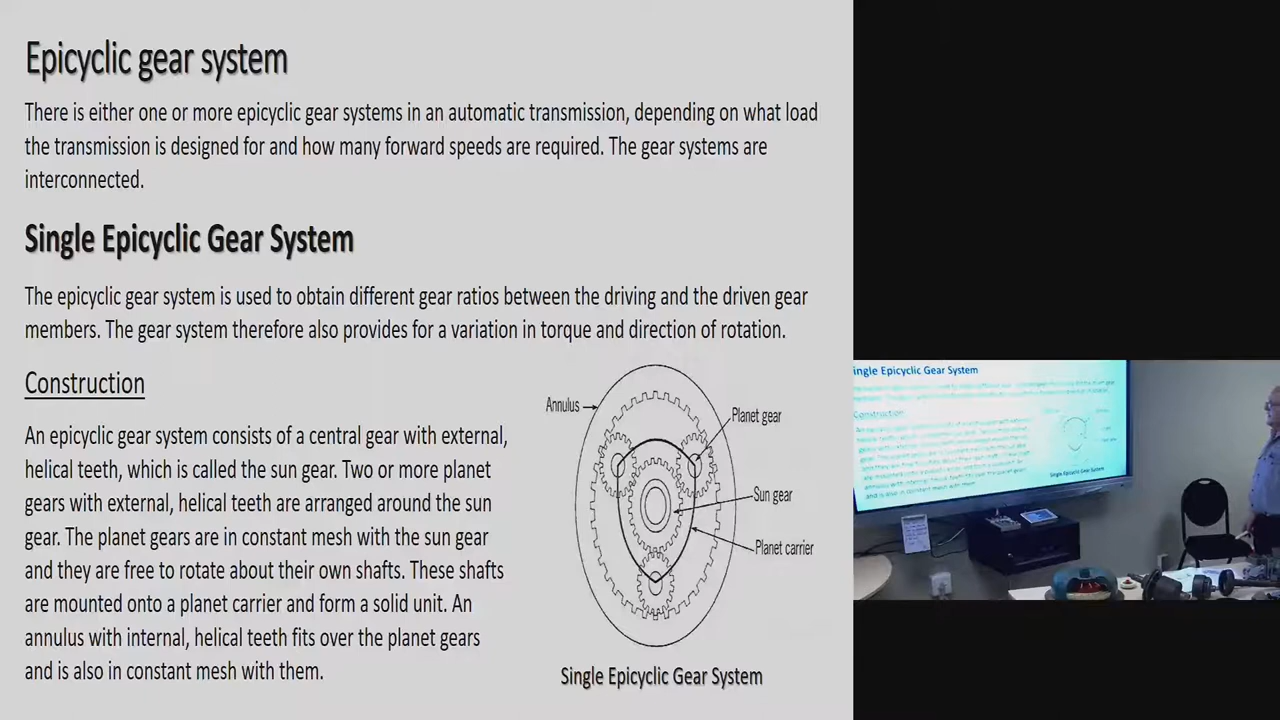 Epicyclic gear system
There is either one or more epicyclic gear systems in an automatic transmission, depending on what load
the transmission is designed for and how many forward speeds are required. The gear systems are
interconnected.
Single Epicyclic Gear System
The epicyclic gear system is used to obtain different gear ratios between the driving and the driven gear
members. The gear system therefore also provides for a variation in torque and direction of rotation.
Construction
An epicyclic gear system consists of a central gear with external,
helical teeth, which is called the sun gear. Two or more planet
gears with external, helical teeth are arranged around the sun
gear. The planet gears are in constant mesh with the sun gear
and they are free to rotate about their own shafts. These shafts
are mounted onto a planet carrier and form a solid unit. An
annulus with internal, helical teeth fits over the planet gears
and is also in constant mesh with them.
Annulus
Planet gear
Sun gear
Planet carrier
Single Epicyclic Gear System
ingle Epicyclic Gear System
Construction
Single Epicyclic Gear System